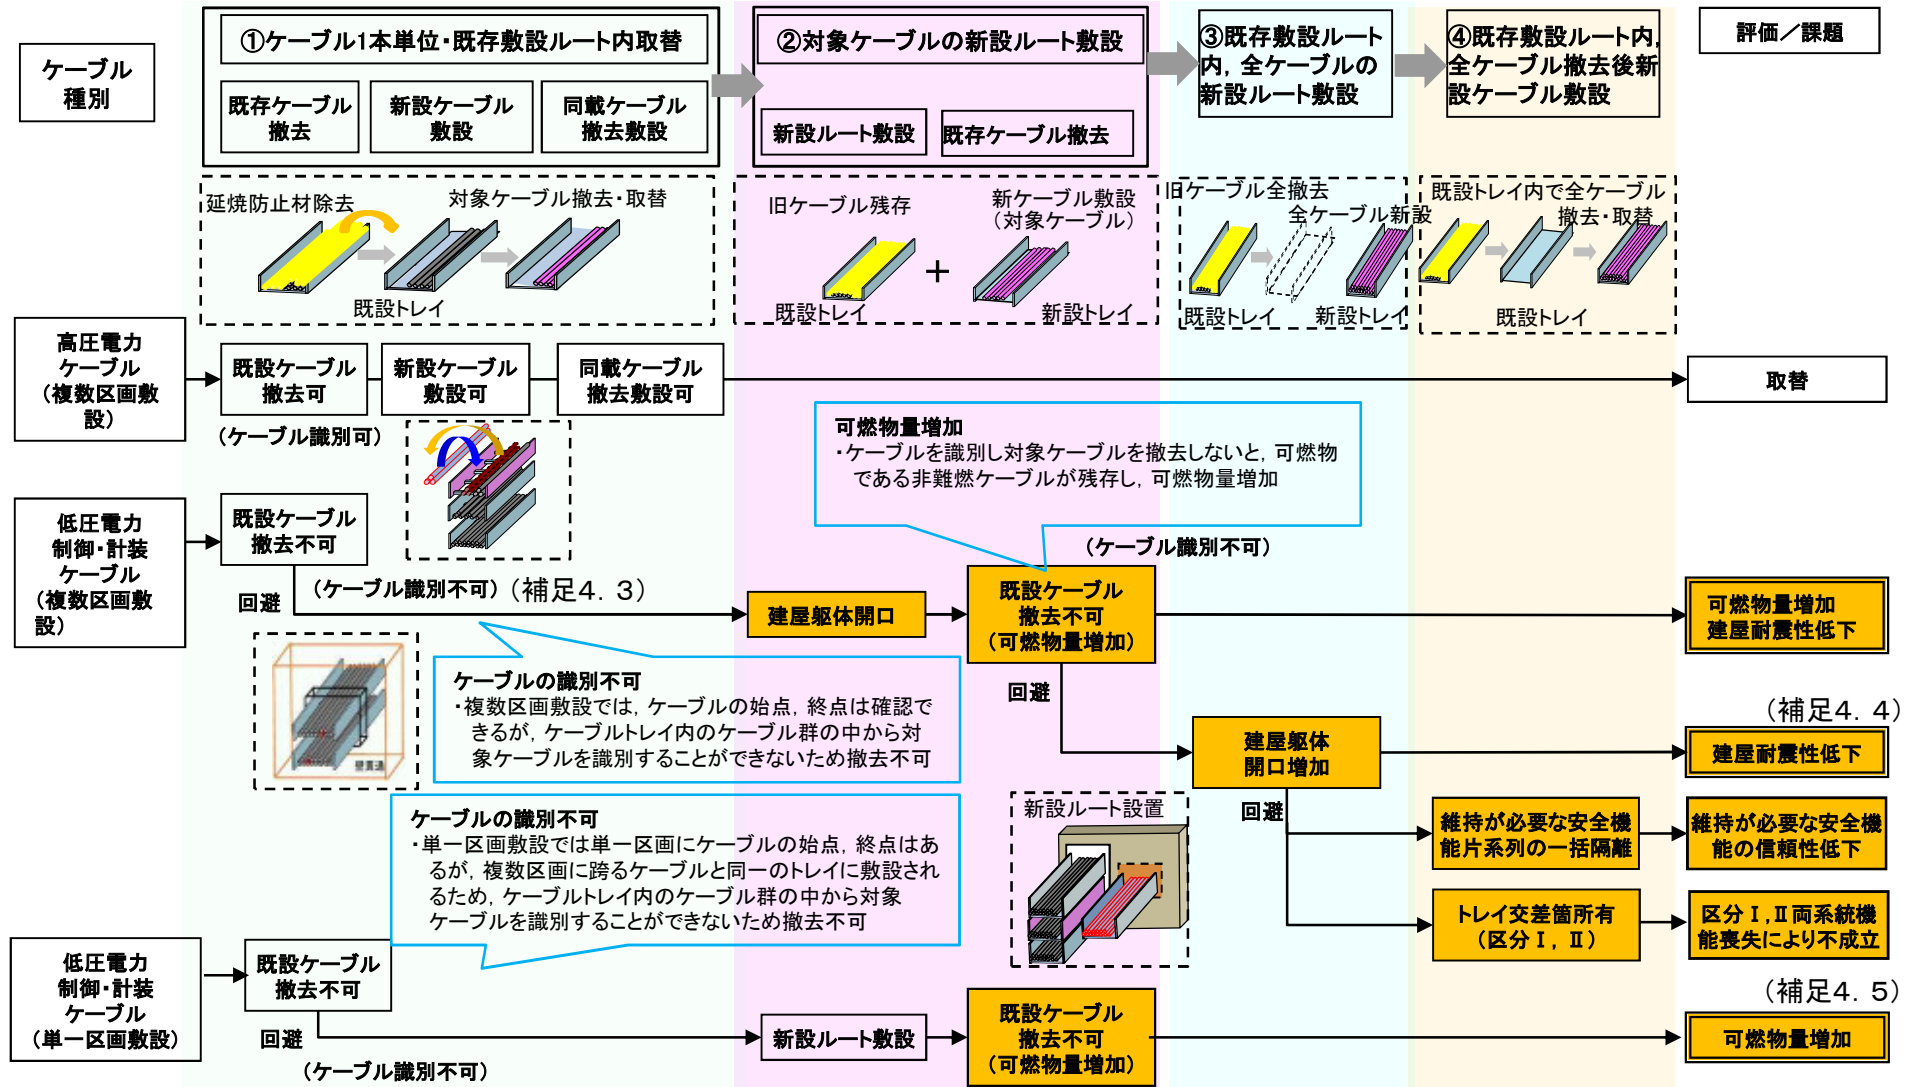 ケーブル
種別
①ケーブル1本単位・既存敷設ルート内取替
既存ケーブル
撤去
新設ケーブル
敷設
同載ケーブル
撤去敷設
②対象ケーブルの新設ルート敷設
新設ルート敷設
既存ケーブル撤去
③既存敷設ルート
内，全ケーブルの
新設ルート敷設
④既存敷設ルート内，
全ケーブル撤去後新
設ケーブル敷設
評価／課題
延焼防止材除去
対象ケーブル撤去・取替
既設トレイ
旧ケーブル残存
新ケーブル敷設
（対象ケーブル）
＋
既設トレイ
新設トレイ
旧ケーブル全撤去
全ケーブル新設
既設トレイ
新設トレイ
既設トレイ内で全ケーブル
撤去・取替
既設トレイ
高圧電力
ケーブル
（複数区画敷
設）
既設ケーブル
撤去可
新設ケーブル
敷設可
同載ケーブル
撤去敷設可
取替
（ケーブル識別可）
可燃物量増加
・ケーブルを識別し対象ケーブルを撤去しないと，可燃物
である非難燃ケーブルが残存し，可燃物量増加
低圧電力
制御・計装
ケーブル
（複数区画敷
設）
既設ケーブル
撤去不可
（ケーブル識別不可）
回避
（ケーブル識別不可）（補足4．3）
建屋躯体開口
既設ケーブル
撤去不可
（可燃物量増加）
可燃物量増加
建屋耐震性低下
壁貫通
ケーブルの識別不可
・複数区画敷設では，ケーブルの始点，終点は確認で
きるが，ケーブルトレイ内のケーブル群の中から対
象ケーブルを識別することができないため撤去不可
回避
（補足4．4）
建屋躯体
開口増加
建屋耐震性低下
回避
ケーブルの識別不可
・単一区画敷設では単一区画にケーブルの始点，終点はあ
るが，複数区画に跨るケーブルと同一のトレイに敷設され
るため，ケーブルトレイ内のケーブル群の中から対象
ケーブルを識別することができないため撤去不可
新設ルート設置
維持が必要な安全機
能片系列の一括隔離
維持が必要な安全機
能の信頼性低下
トレイ交差箇所有
（区分Ⅰ，Ⅱ）
区分Ⅰ，Ⅱ両系統機
能喪失により不成立
低圧電力
制御・計装
ケーブル
（単一区画敷設）
既設ケーブル
撤去不可
回避
（ケーブル識別不可）
新設ルート敷設
既設ケーブル
撤去不可
（可燃物量増加）
（補足4．5）
可燃物量増加